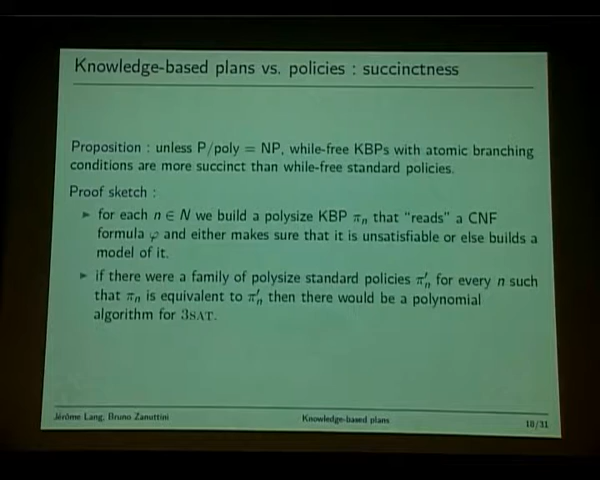 Knowledge-based plans vs. policies : succinctness
Proposition : unless P/poly = NP, while-free KBPs with atomic branching
conditions are more succinct than while-free standard policies.
Proof sketch :
► for each n ∈ N we build a polysize KBP πn that "reads" a CNF
formula φ and either makes sure that it is unsatisfiable or else builds a
model of it.
► if there were a family of polysize standard policies π′n for every n such
that πn is equivalent to π′n then there would be a polynomial
algorithm for 3SAT.
Jérôme Lang, Bruno Zanuttini Knowledge-based plans 18/31